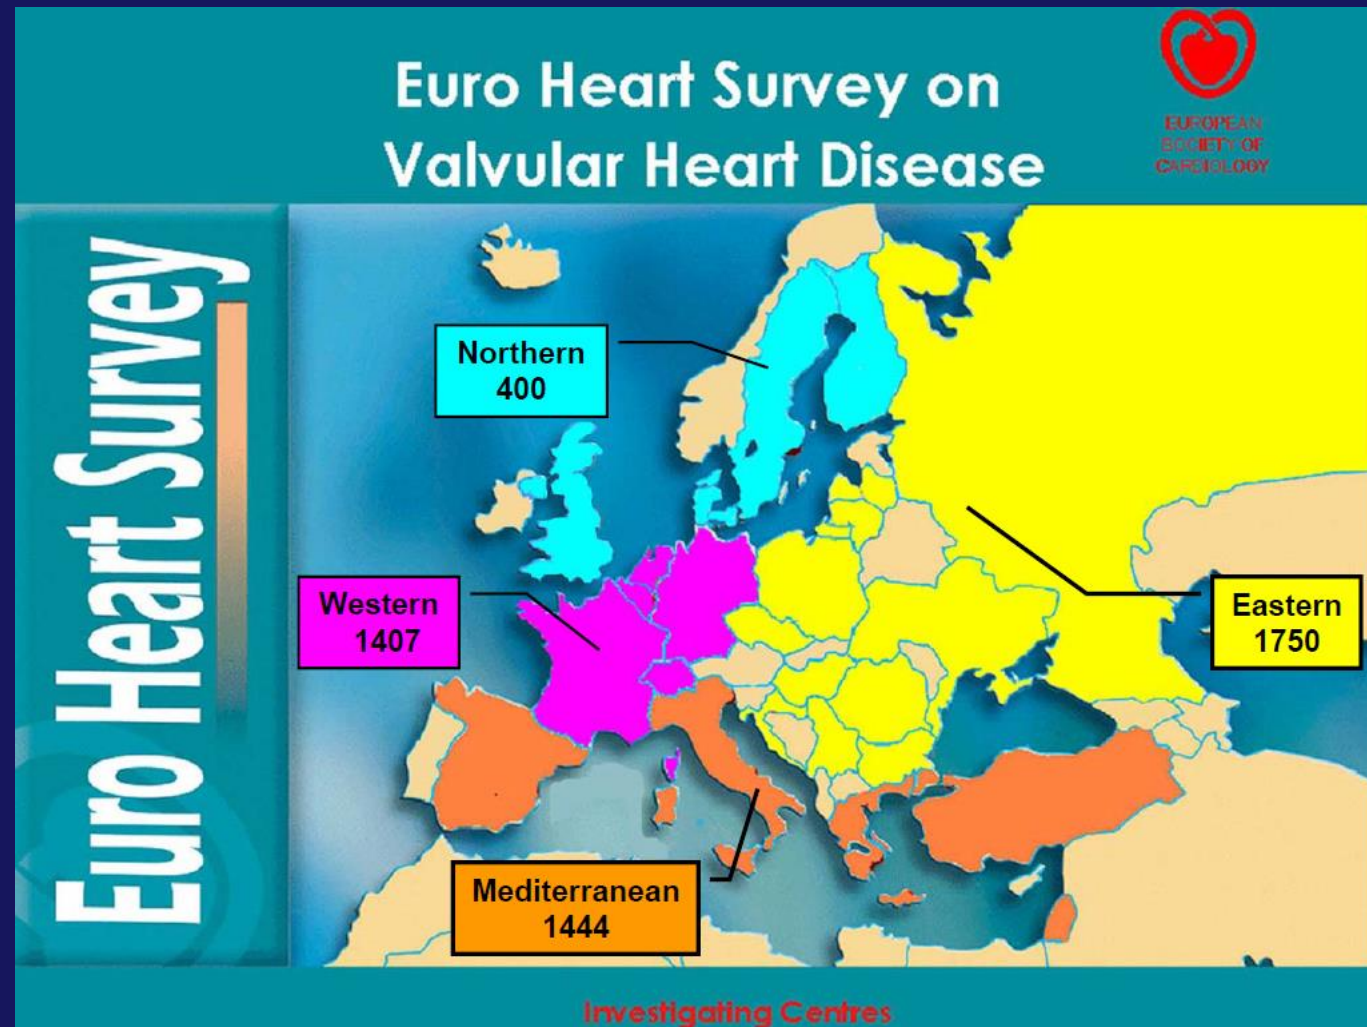 Euro Heart Survey on
Valvular Heart Disease
EUROPEAN
SOCIETY OF
CARDIOLOGY
Euro Heart Survey
Northern
400
Western
1407
Eastern
1750
Mediterranean
1444
Investigating Centres